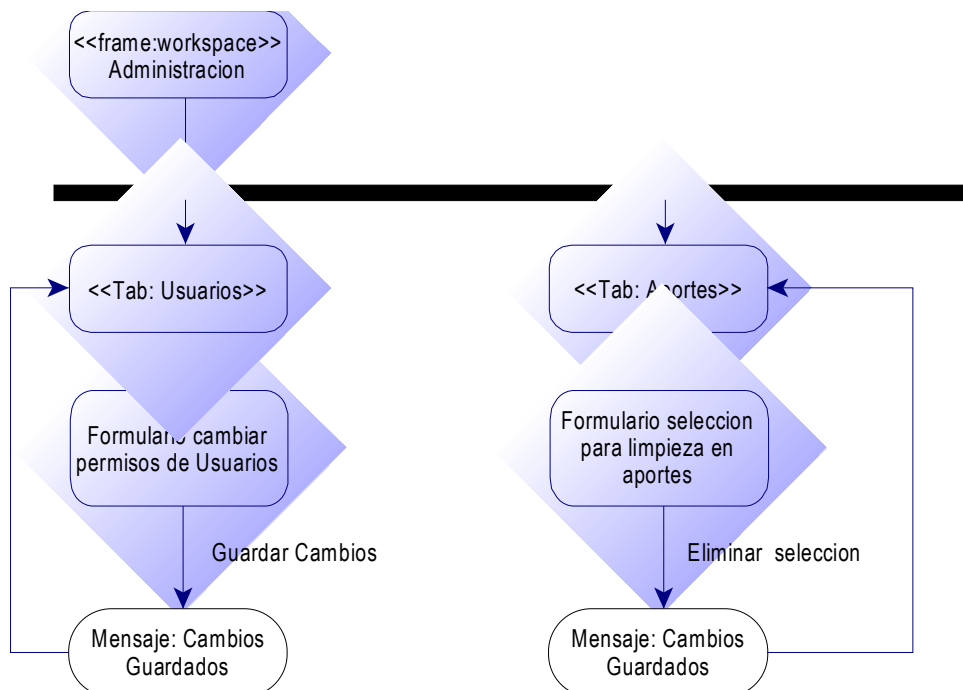 <<frame:workspace>>
Administracion
<<Tab: Usuarios>>
<<Tab: Aportes>>
Formulario cambiar
permisos de Usuarios
Formulario seleccion
para limpieza en
aportes
Guardar Cambios
Eliminar seleccion
Mensaje: Cambios
Guardados
Mensaje: Cambios
Guardados